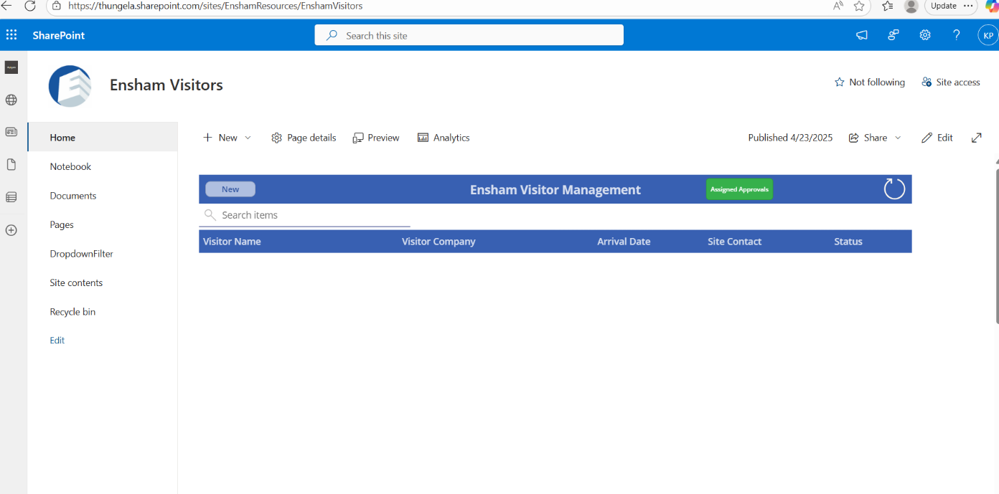 https://thungela.sharepoint.com/sites/EnshamResources/EnshamVisitors
Update
SharePoint
Search this site
KP
Ensham Visitors
Not following
Site access
Home
New
Page details
Preview
Analytics
Published 4/23/2025
Share
Edit
Notebook
Documents
Pages
DropdownFilter
Site contents
Recycle bin
Edit
New
Ensham Visitor Management
Assigned Approvals
Search items
Visitor Name
Visitor Company
Arrival Date
Site Contact
Status